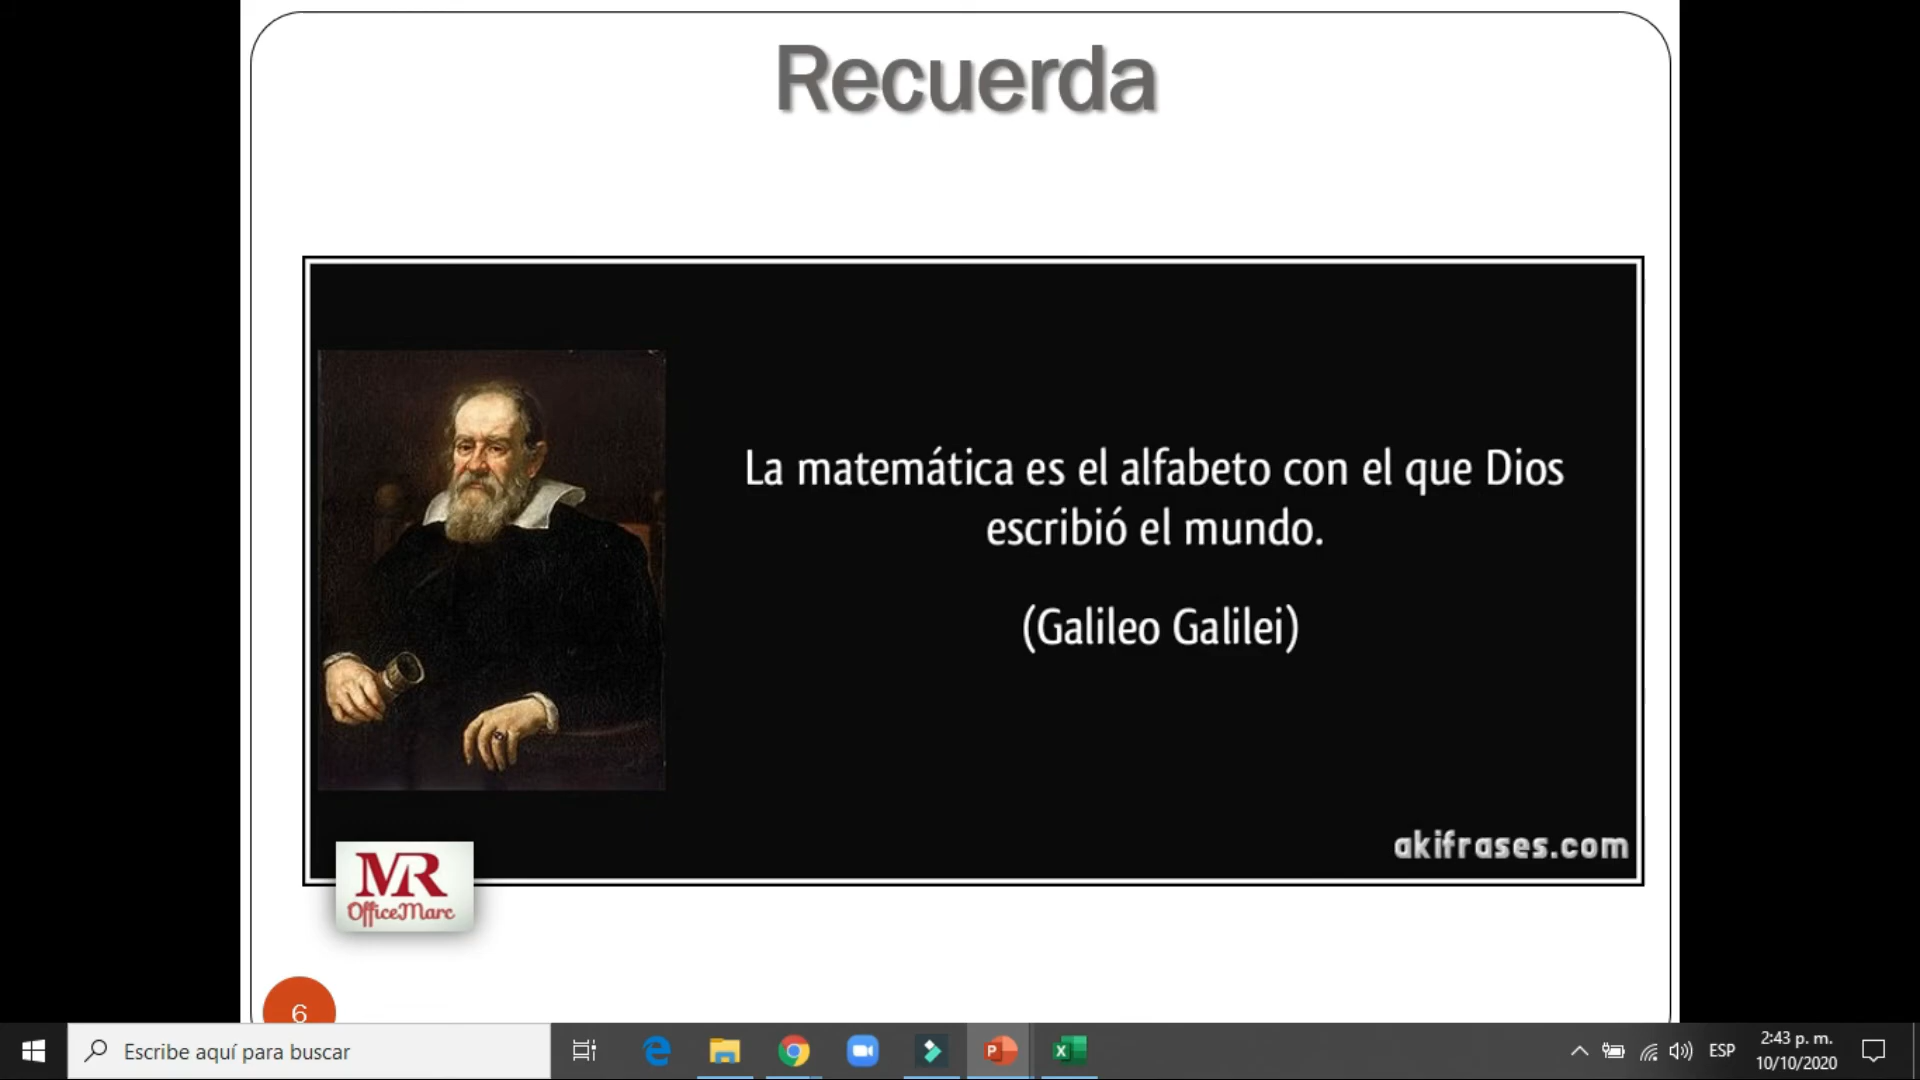 Recuerda
La matemática es el alfabeto con el que Dios
escribió el mundo.
(Galileo Galilei)
akifrases.com
MR
OfficeMarc
6
Escribe aquí para buscar
ESP
2:43 p. m.
10/10/2020